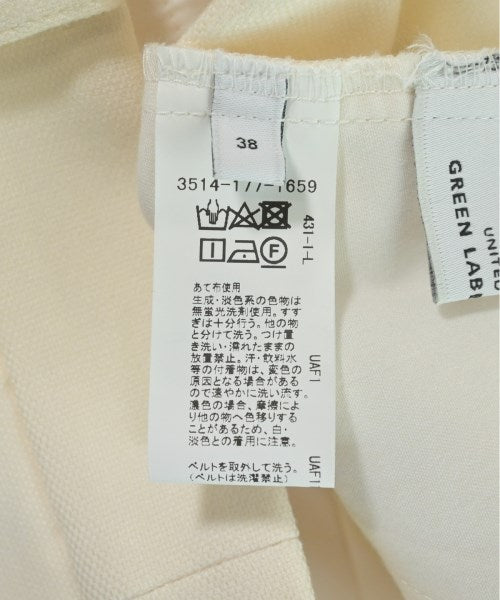 38
3514-177-1659
431-1-L
F
あて布使用
生成・淡色系の色物は
無蛍光洗剤使用。すす
ぎは十分行う。他の物
と分けて洗う。つけ置
き洗い・濡れたままの
放置禁止。汗・飲料水
等の付着物は、変色の
原因となる場合がある
ので速やかに洗い流す。
濃色の場合、摩擦によ
り他の物へ色移りする
ことがあるため、白・
淡色との着用に注意。
UAF1
ベルトを取外して洗う。
(ベルトは洗濯禁止)
UAF1
UNITED
GREEN LABE